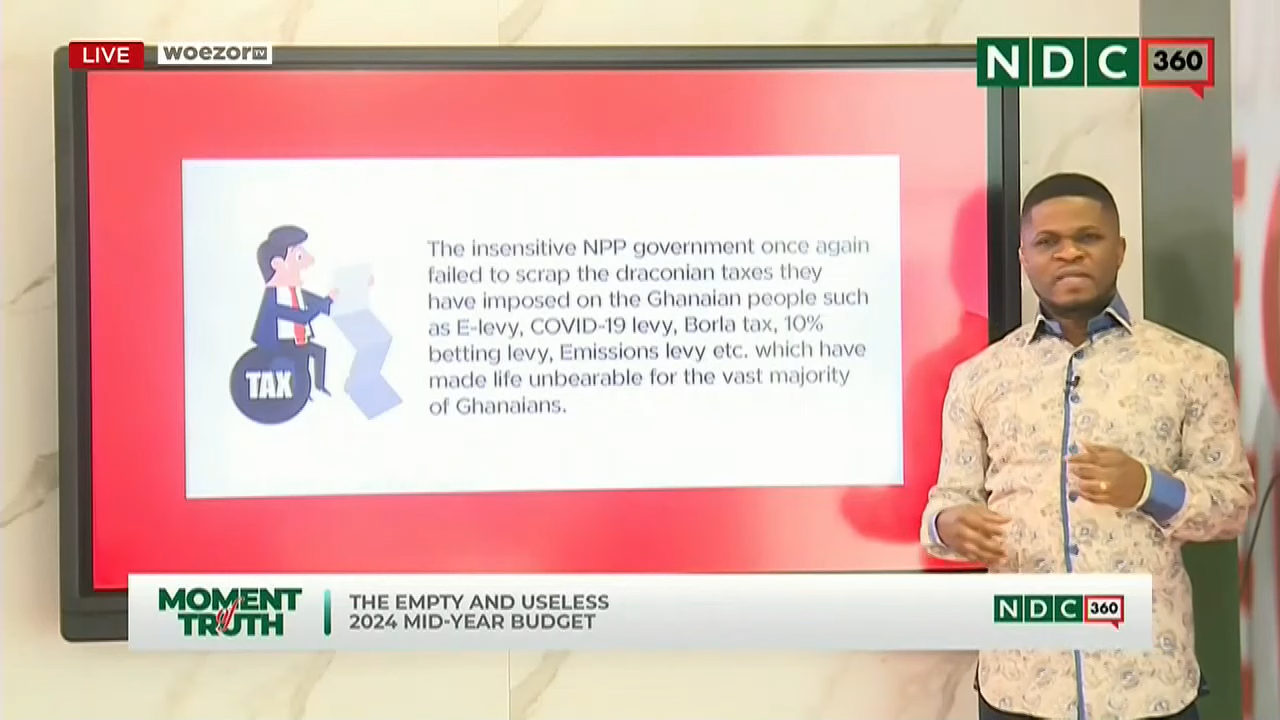 LIVE
woezor TV
NDC 360
The insensitive NPP government once again
failed to scrap the draconian taxes they
have imposed on the Ghanaian people such
as E-levy, COVID-19 levy, Borla tax, 10%
betting levy, Emissions levy etc. which have
made life unbearable for the vast majority
of Ghanaians.
TAX
MOMENT
of
TRUTH
THE EMPTY AND USELESS
2024 MID-YEAR BUDGET
NDC 360